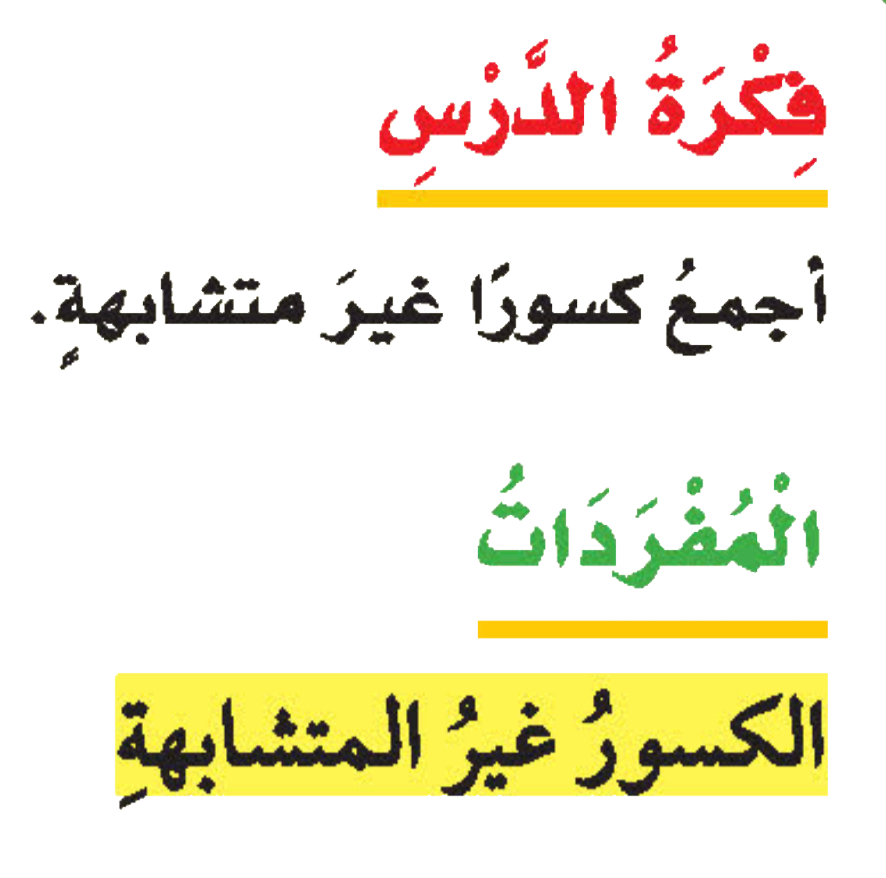 فِكْرَةُ الدَّرْسِ
أجمعُ كسورًا غيرَ متشابهةٍ.
الْمُفْرَدَاتُ
الكسورُ غيرُ المتشابهةِ